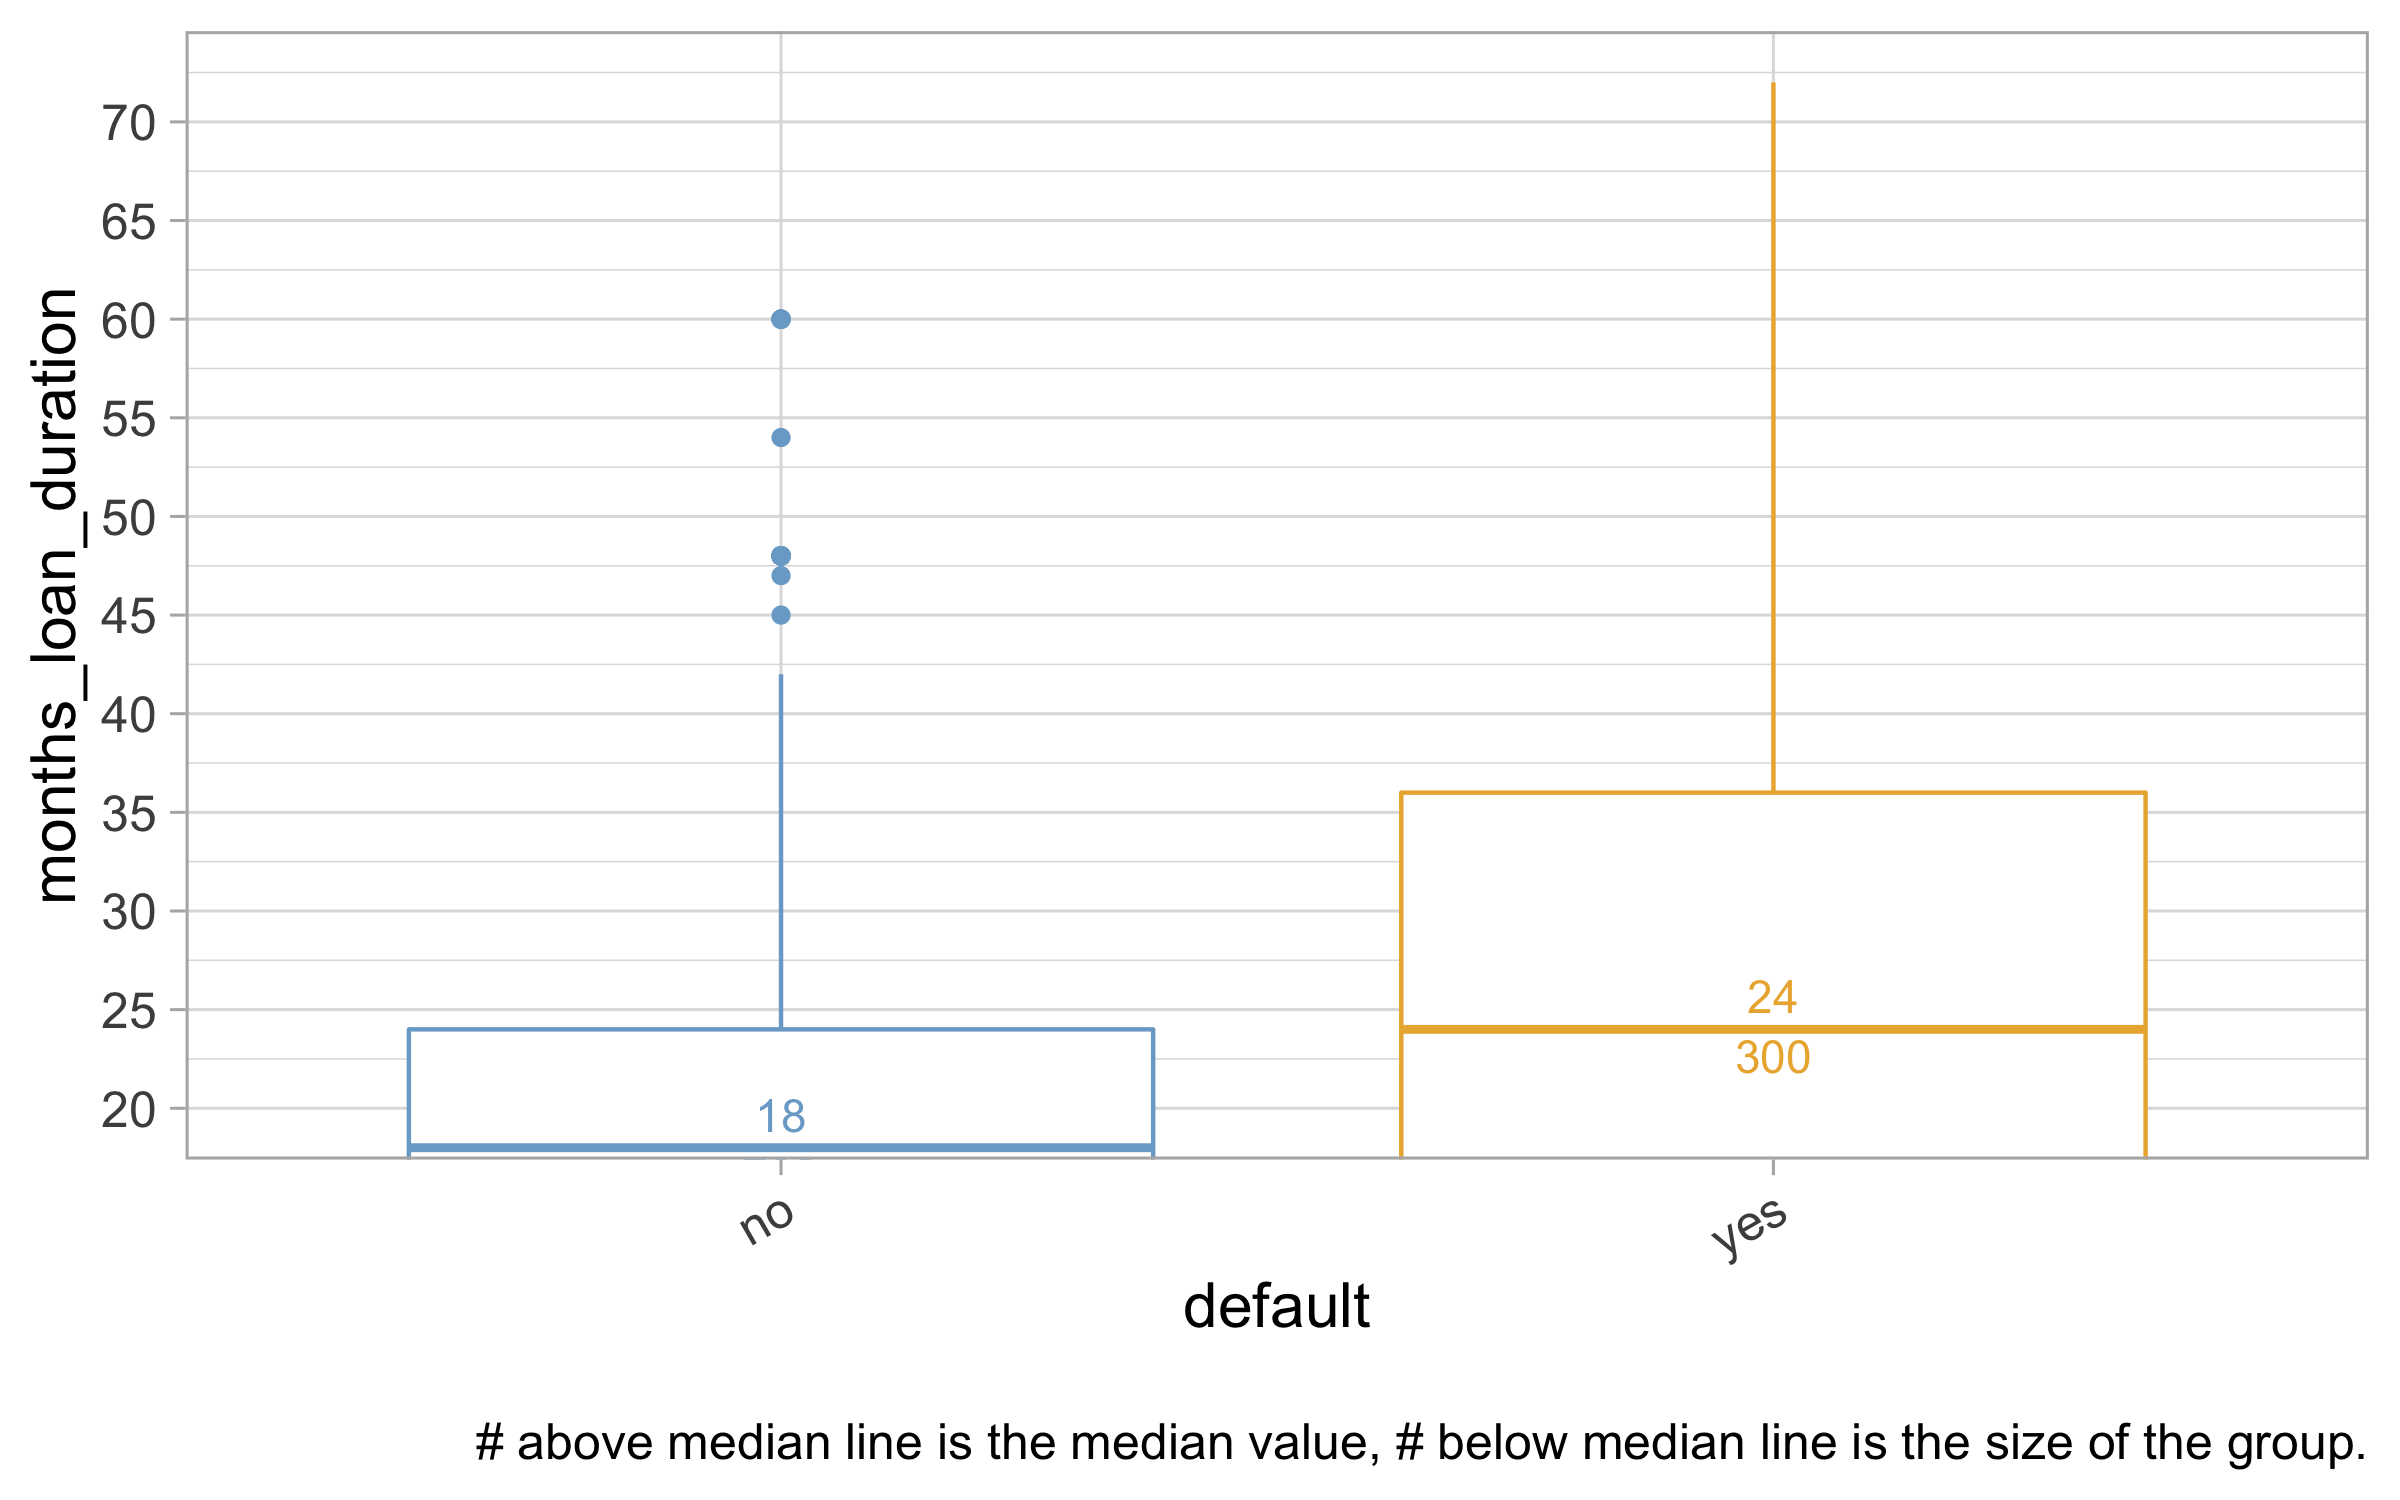 months_loan_duration
70
65
60
55
50
45
40
35
30
25
20
18
24
300
no
yes
default
# above median line is the median value, # below median line is the size of the group.